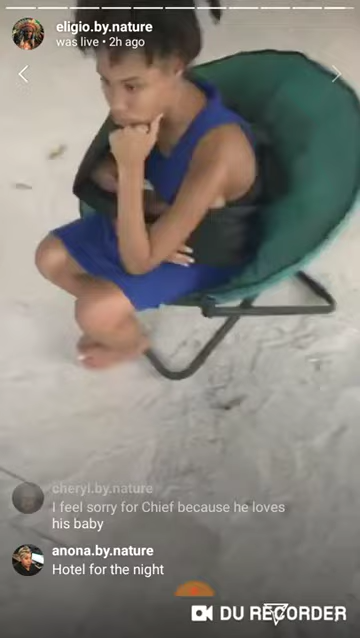 eligio.by.nature
was live • 2h ago
cheryl.by.nature
I feel sorry for Chief because he loves
his baby
anona.by.nature
Hotel for the night
DU RECORDER